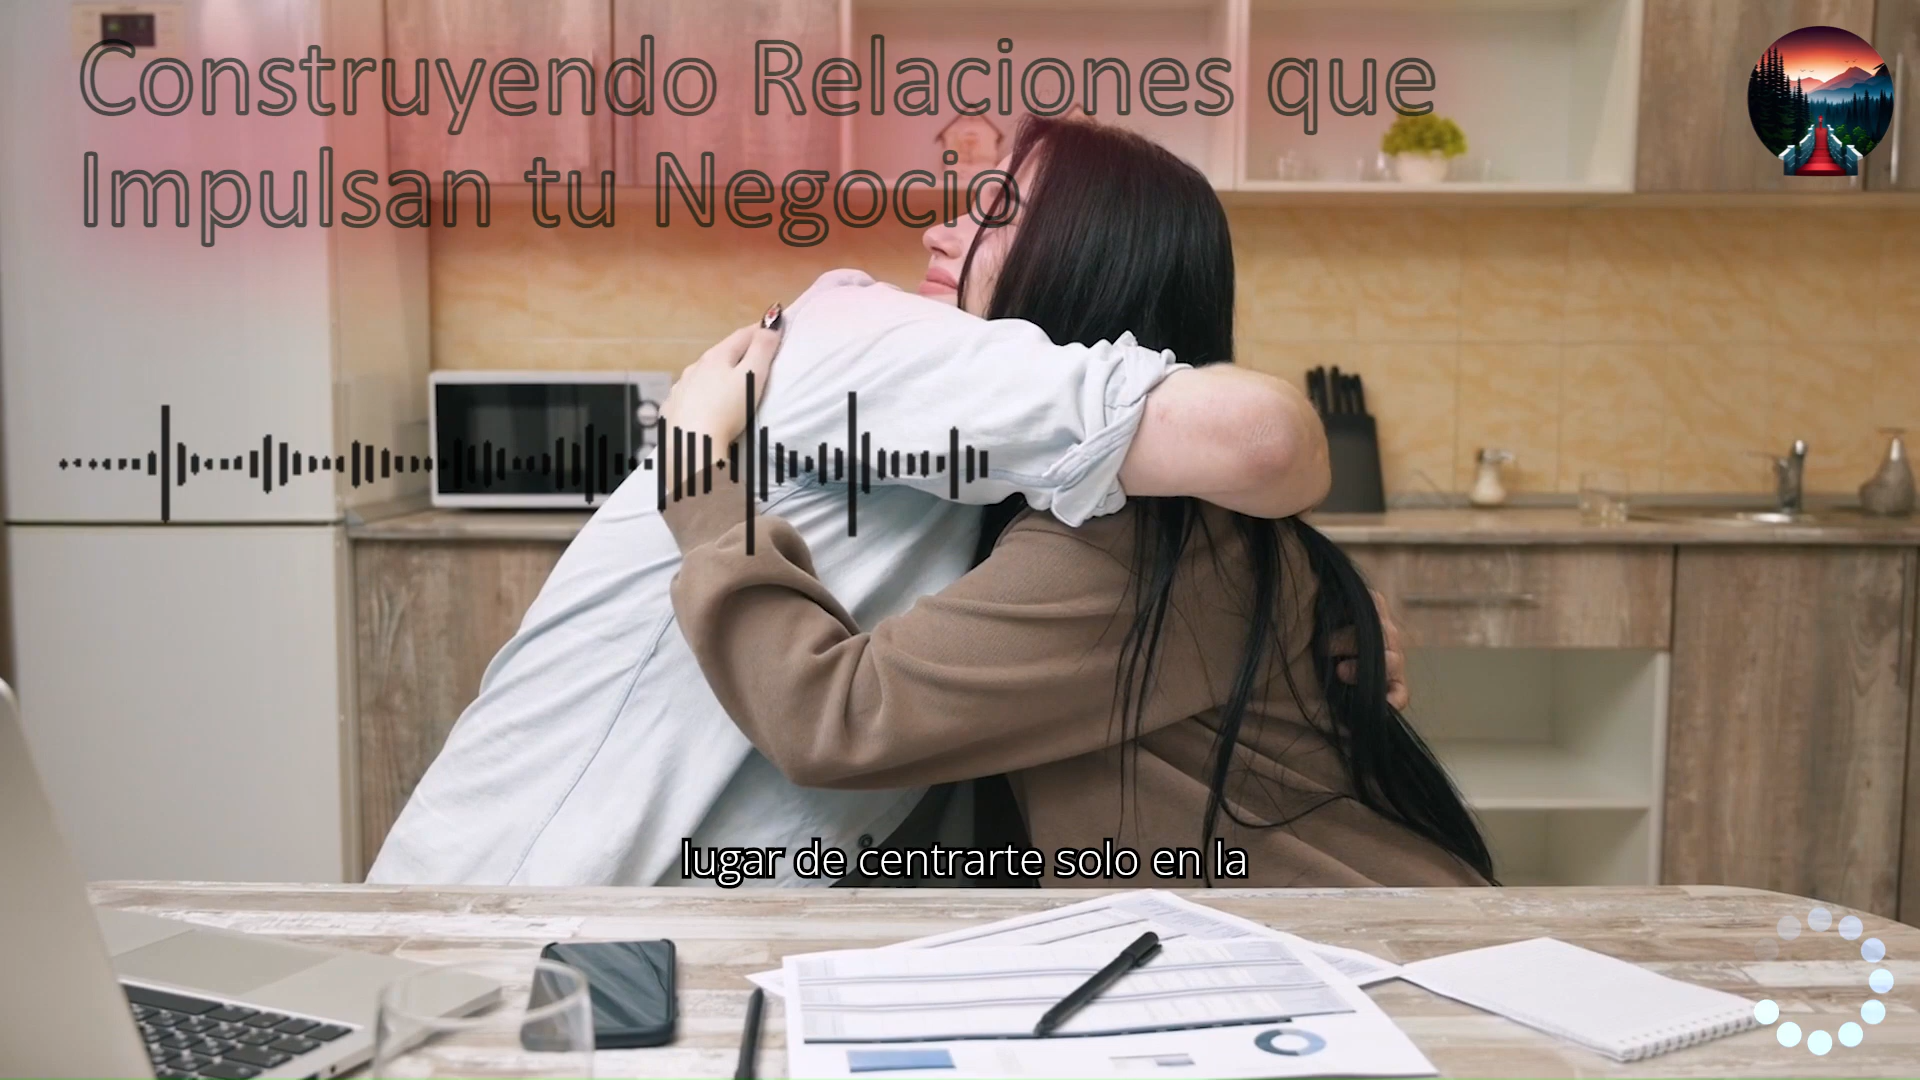 Construyendo Relaciones que
Impulsan tu Negocio
lugar de centrarte solo en la